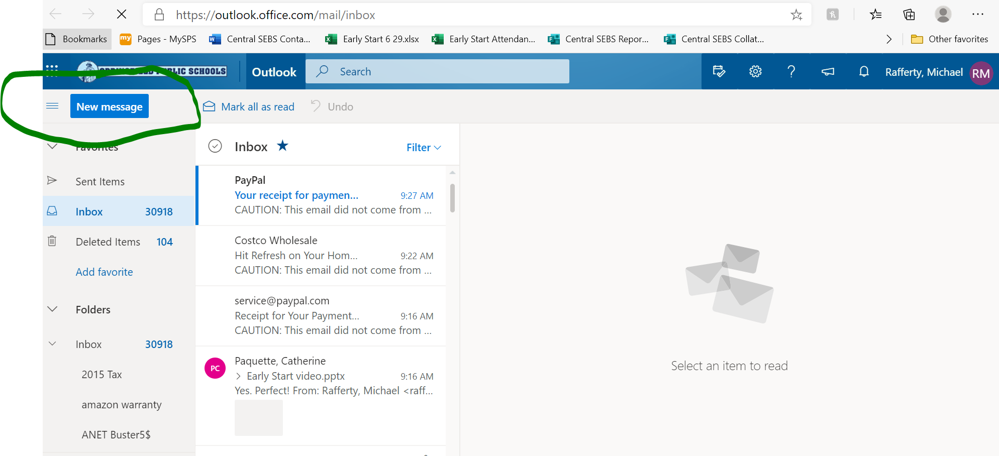 https://outlook.office.com/mail/inbox
h
Bookmarks
my Pages - MySPS
Central SEBS Conta...
Early Start 6 29.xlsx
Early Start Attendan...
Central SEBS Repor...
Central SEBS Collat...
Other favorites
PUBLIC SCHOOLS
Outlook
Search
Rafferty, Michael
RM
New message
Mark all as read
Undo
Favorites
Sent Items
Inbox 30918
Deleted Items 104
Add favorite
Folders
Inbox 30918
2015 Tax
amazon warranty
ANET Buster5$
Inbox
Filter
PayPal
Your receipt for paymen... 9:27 AM
CAUTION: This email did not come from ...
Costco Wholesale
Hit Refresh on Your Hom... 9:22 AM
CAUTION: This email did not come from ...
service@paypal.com
Receipt for Your Payment... 9:16 AM
CAUTION: This email did not come from ...
PC
Paquette, Catherine
> Early Start video.pptx 9:16 AM
Yes. Perfect! From: Rafferty, Michael <raff...
Select an item to read